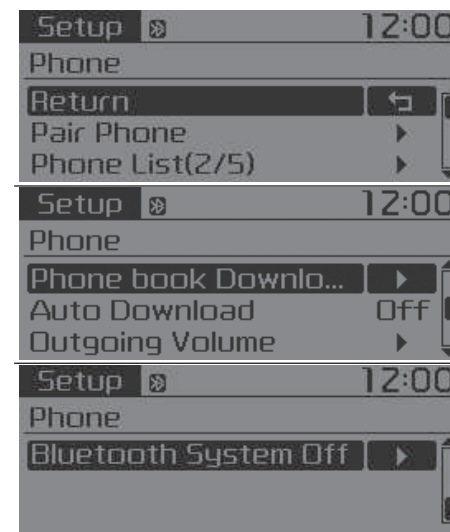 Setup 12:00
Phone
Return
Pair Phone
Phone List(2/5)
Setup 12:00
Phone
Phone book Downlo...
Auto Download Off
Outgoing Volume
Setup 12:00
Phone
Bluetooth System Off